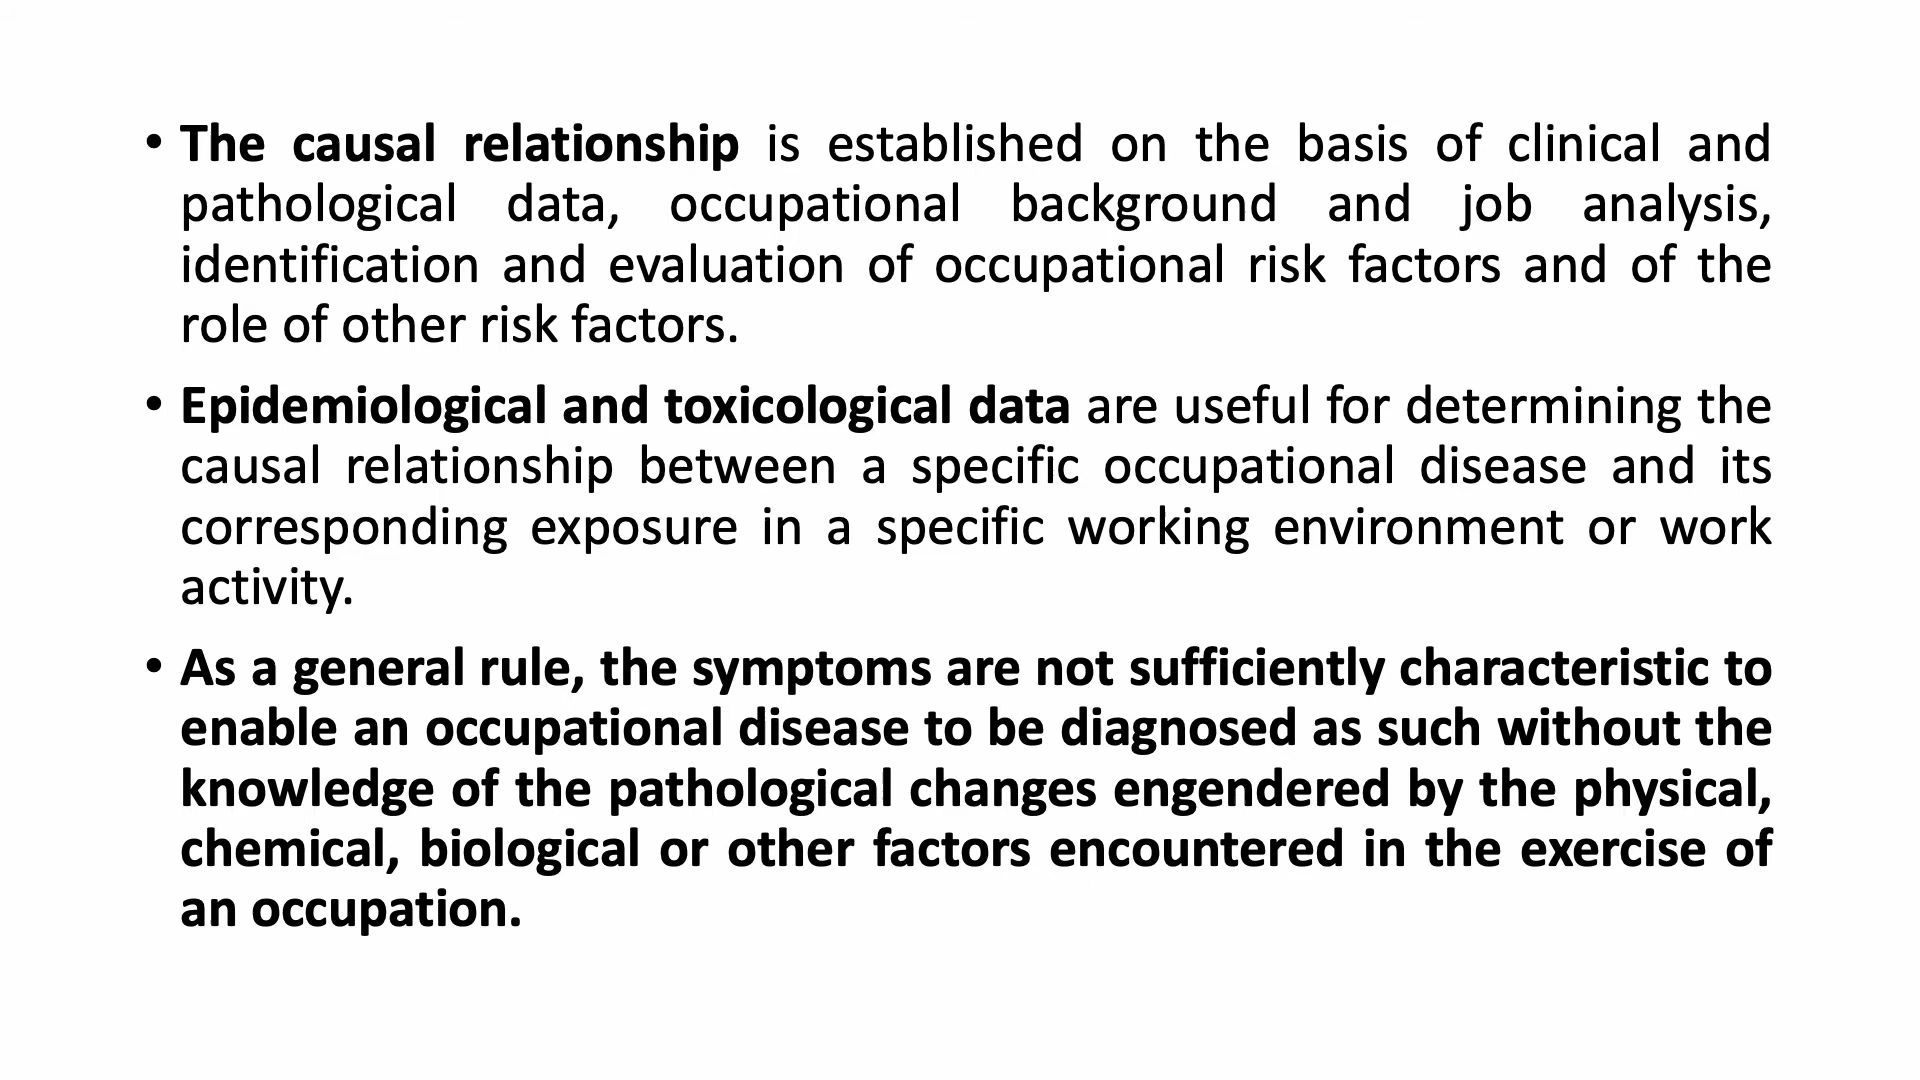 • The causal relationship is established on the basis of clinical and
pathological data, occupational background and job analysis,
identification and evaluation of occupational risk factors and of the
role of other risk factors.
• Epidemiological and toxicological data are useful for determining the
causal relationship between a specific occupational disease and its
corresponding exposure in a specific working environment or work
activity.
• As a general rule, the symptoms are not sufficiently characteristic to
enable an occupational disease to be diagnosed as such without the
knowledge of the pathological changes engendered by the physical,
chemical, biological or other factors encountered in the exercise of
an occupation.